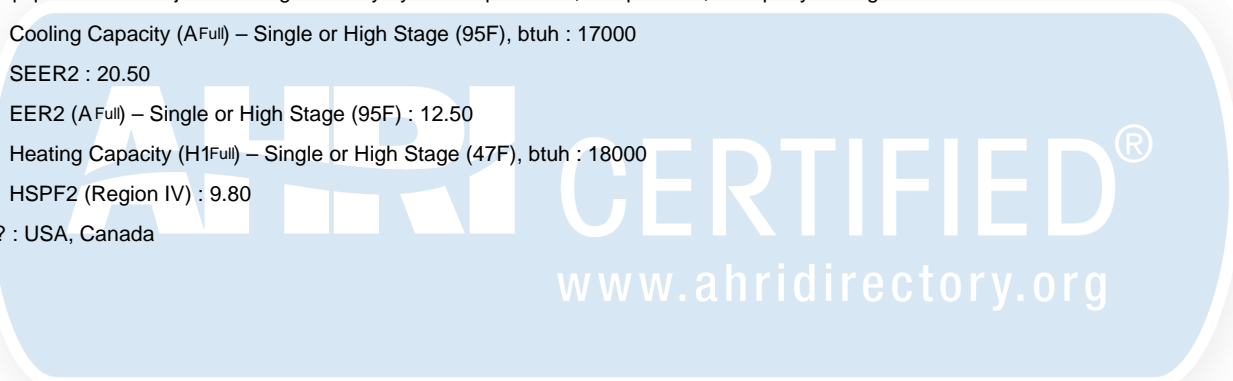 Cooling Capacity (AFull) – Single or High Stage (95F), btuh : 17000
SEER2 : 20.50
EER2 (AFull) – Single or High Stage (95F) : 12.50
Heating Capacity (H1Full) – Single or High Stage (47F), btuh : 18000
HSPF2 (Region IV) : 9.80
? : USA, Canada
AHRI CERTIFIED®
www.ahridirectory.org